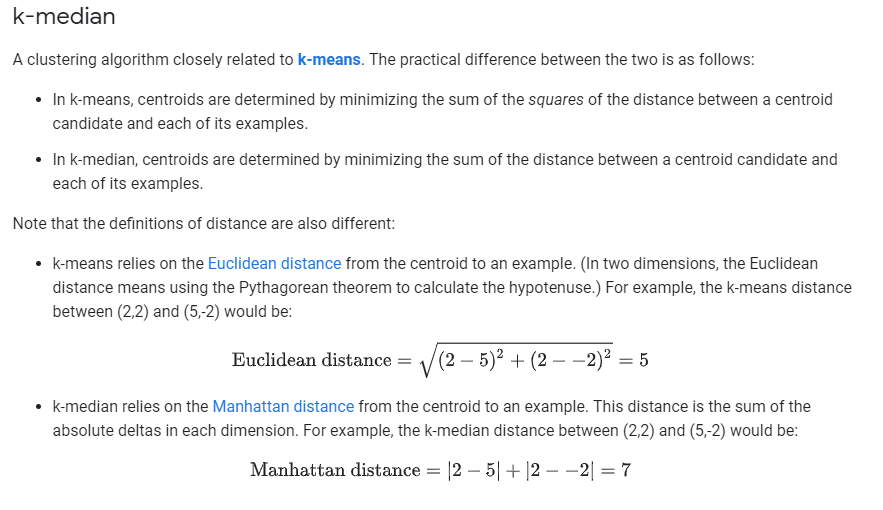 k-median
A clustering algorithm closely related to k-means. The practical difference between the two is as follows:
• In k-means, centroids are determined by minimizing the sum of the squares of the distance between a centroid
candidate and each of its examples.
• In k-median, centroids are determined by minimizing the sum of the distance between a centroid candidate and
each of its examples.
Note that the definitions of distance are also different:
• k-means relies on the Euclidean distance from the centroid to an example. (In two dimensions, the Euclidean
distance means using the Pythagorean theorem to calculate the hypotenuse.) For example, the k-means distance
between (2,2) and (5,-2) would be:
Euclidean distance = √(2 − 5)² + (2 − −2)² = 5
• k-median relies on the Manhattan distance from the centroid to an example. This distance is the sum of the
absolute deltas in each dimension. For example, the k-median distance between (2,2) and (5,-2) would be:
Manhattan distance = |2 − 5| + |2 − −2| = 7